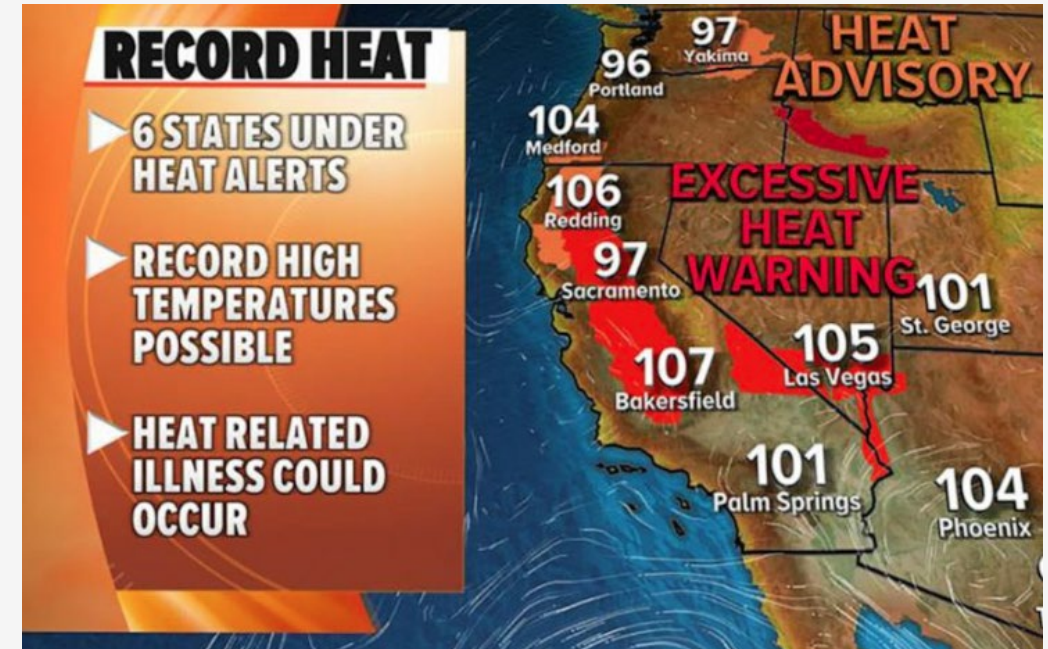 RECORD HEAT
6 STATES UNDER
HEAT ALERTS
RECORD HIGH
TEMPERATURES
POSSIBLE
HEAT RELATED
ILLNESS COULD
OCCUR
97
Yakima
HEAT
ADVISORY
96
Portland
104
Medford
106
Redding
EXCESSIVE
HEAT
WARNING
97
Sacramento
101
St. George
105
Las Vegas
107
Bakersfield
101
Palm Springs
104
Phoenix